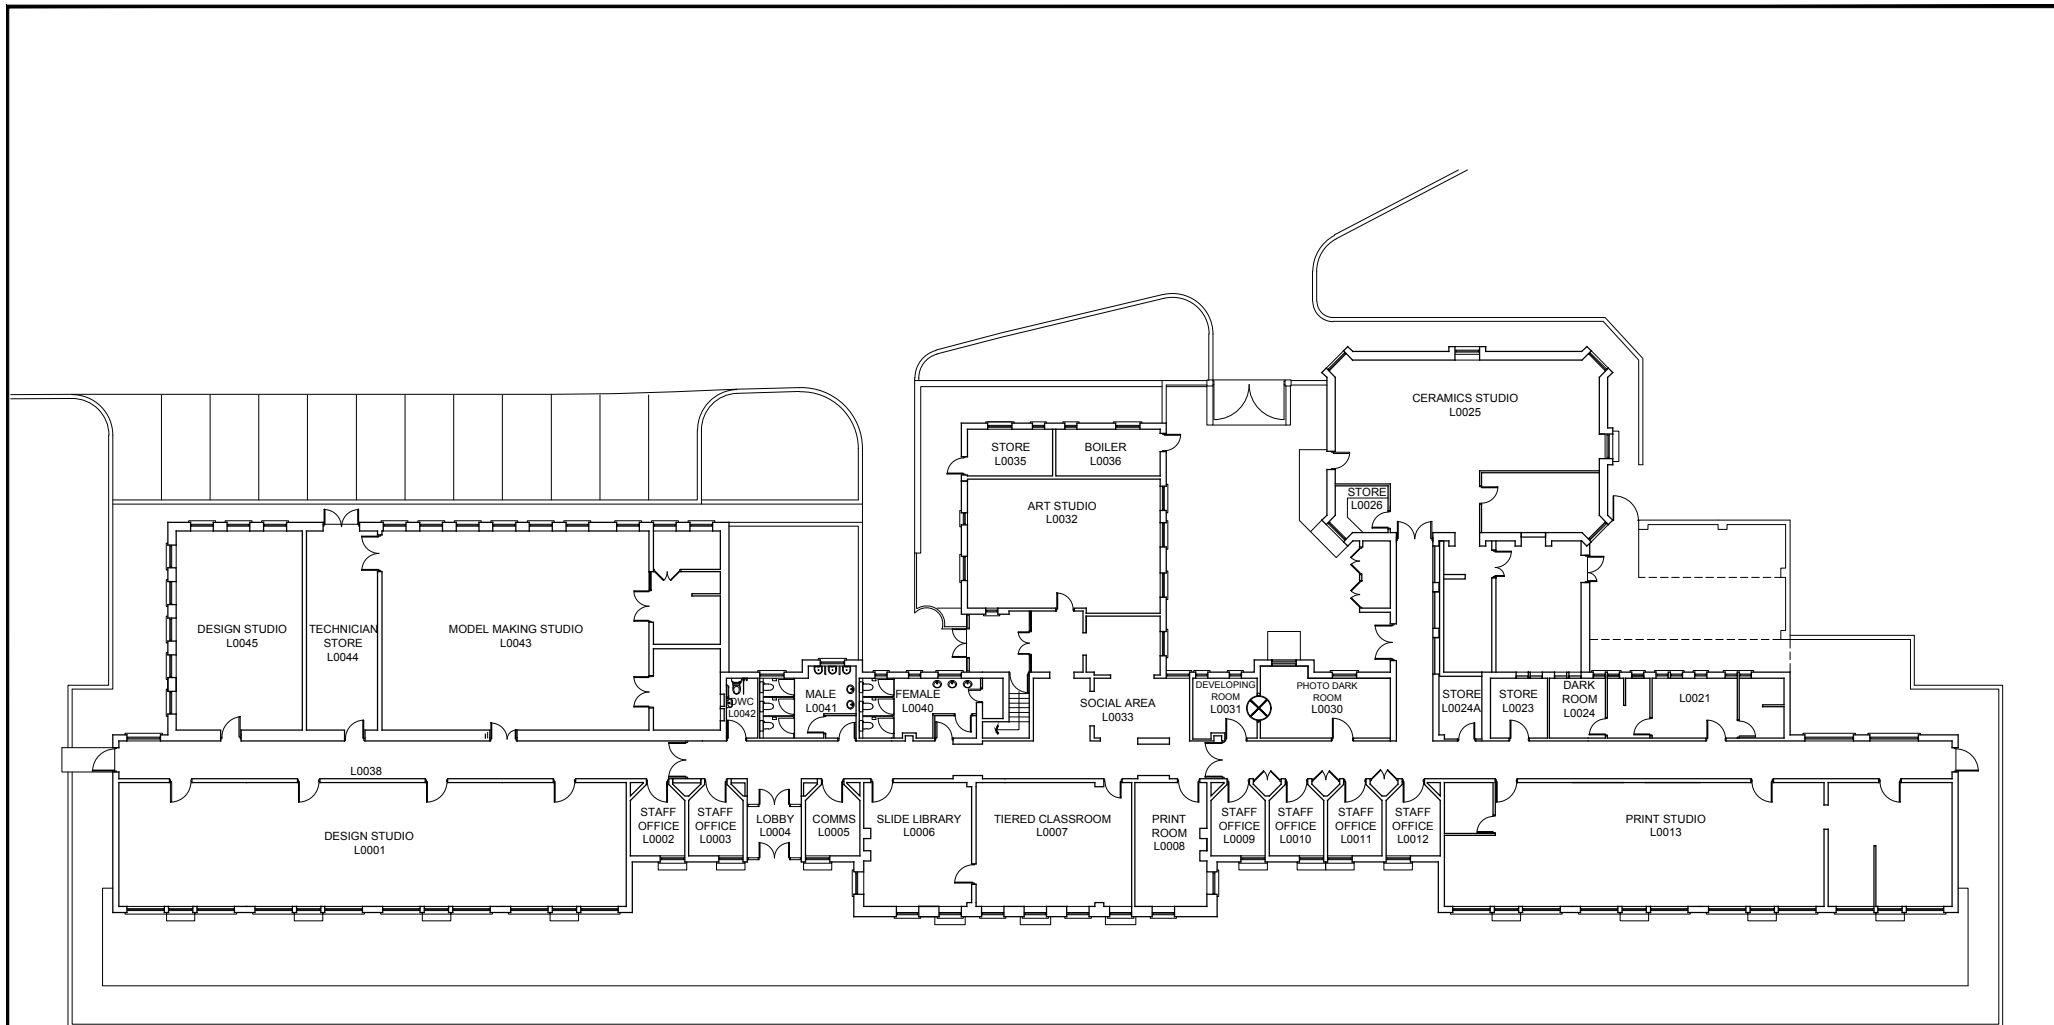 CERAMICS STUDIO
L0025
STORE
L0035
BOILER
L0036
STORE
L0026
ART STUDIO
L0032
DESIGN STUDIO
L0045
TECHNICIAN
STORE
L0044
MODEL MAKING STUDIO
L0043
DWC
L0042
MALE
L0041
FEMALE
L0040
SOCIAL AREA
L0033
DEVELOPING
ROOM
L0031
PHOTO DARK
ROOM
L0030
STORE
L0024A
STORE
L0023
DARK
ROOM
L0024
L0021
L0038
DESIGN STUDIO
L0001
STAFF
OFFICE
L0002
STAFF
OFFICE
L0003
LOBBY
L0004
COMMS
L0005
SLIDE LIBRARY
L0006
TIERED CLASSROOM
L0007
PRINT
ROOM
L0008
STAFF
OFFICE
L0009
STAFF
OFFICE
L0010
STAFF
OFFICE
L0011
STAFF
OFFICE
L0012
PRINT STUDIO
L0013